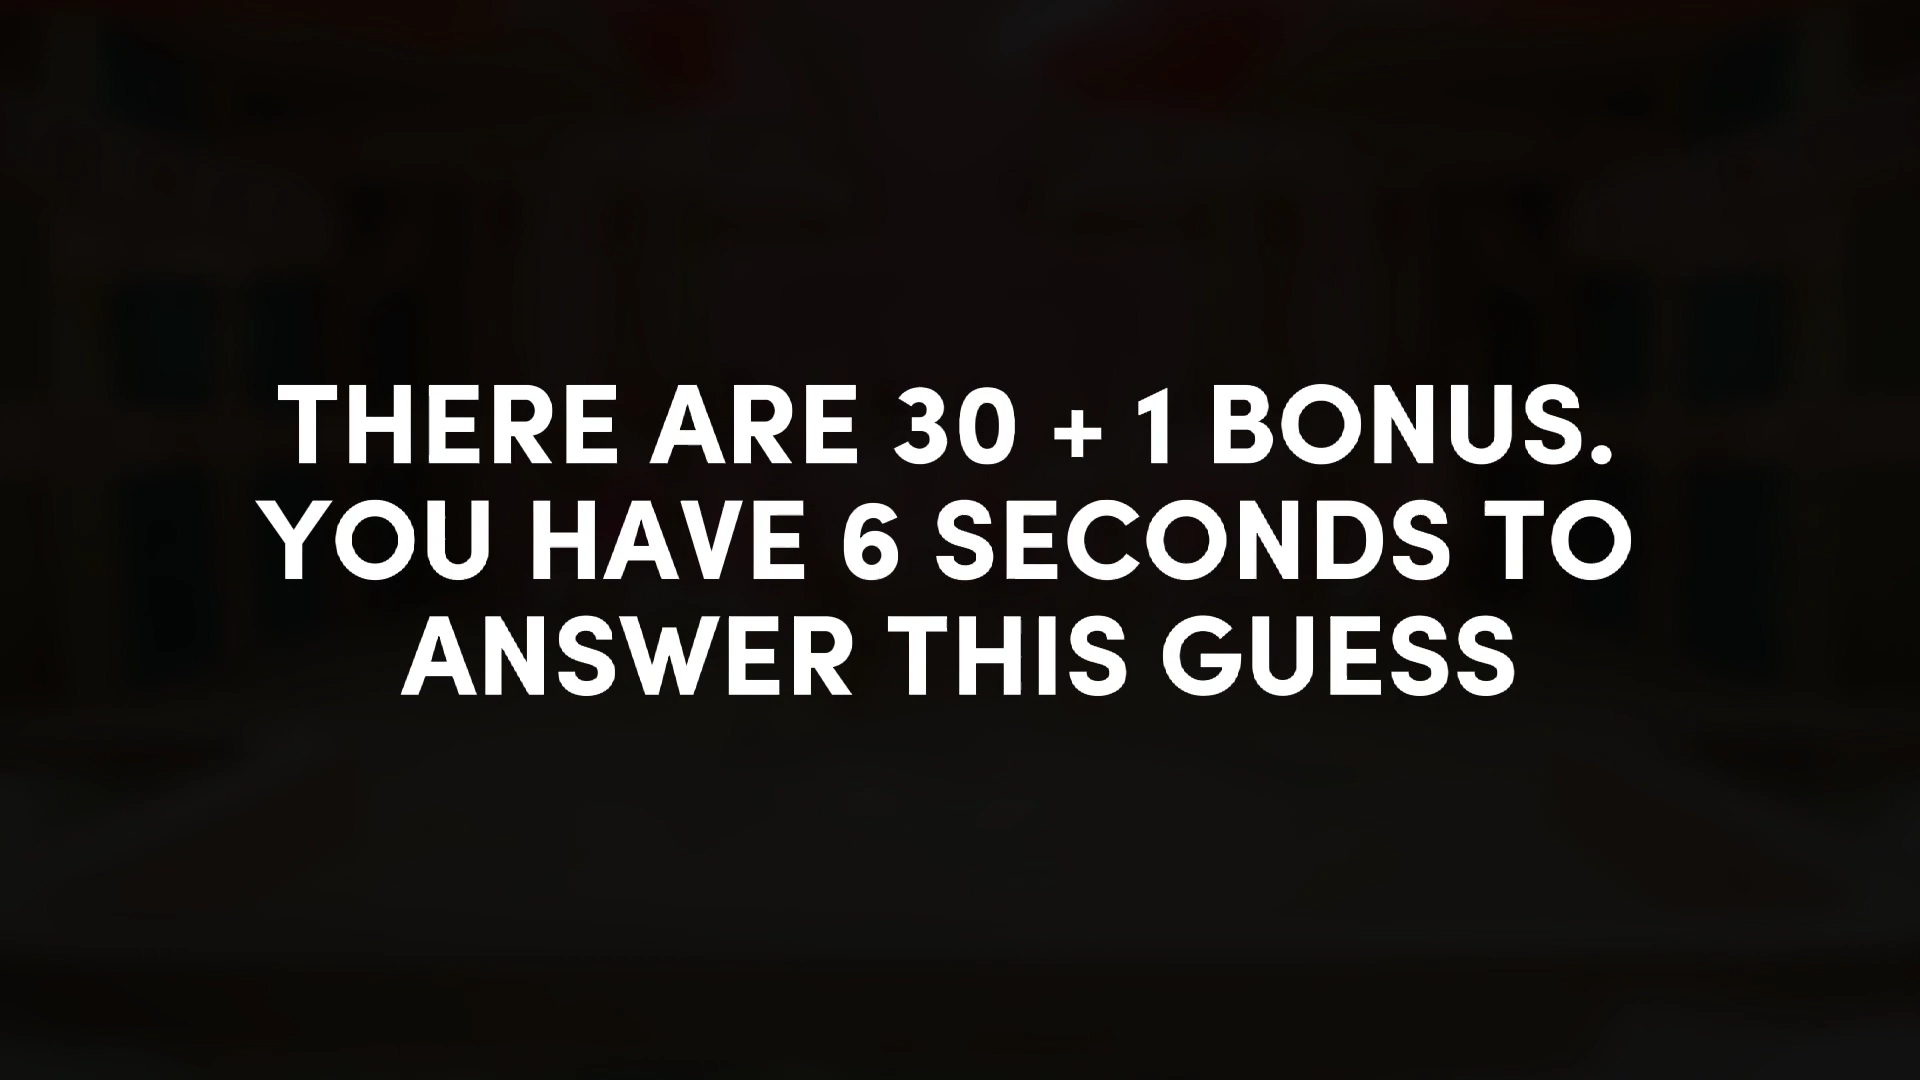 THERE ARE 30 + 1 BONUS.
YOU HAVE 6 SECONDS TO
ANSWER THIS GUESS